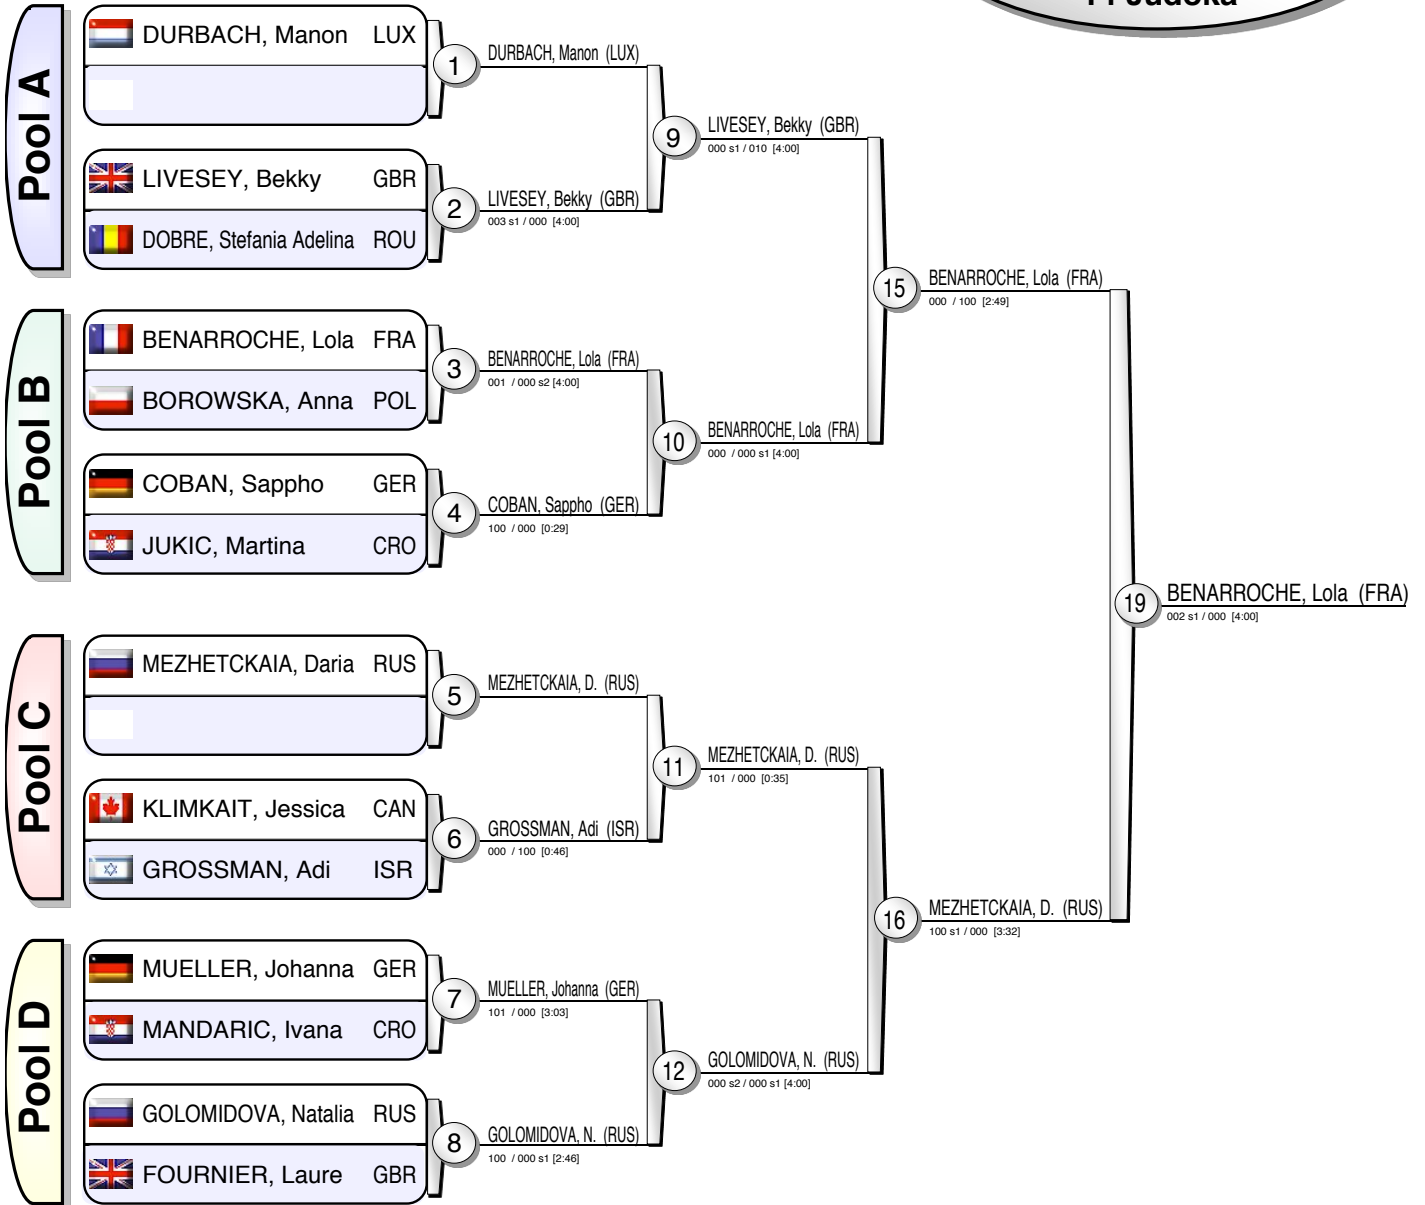 14 Judoka
Pool A
DURBACH, Manon LUX
LIVESEY, Bekky GBR
DOBRE, Stefania Adelina ROU
Pool B
BENARROCHE, Lola FRA
BOROWSKA, Anna POL
COBAN, Sappho GER
JUKIC, Martina CRO
Pool C
MEZHETCKAIA, Daria RUS
KLIMKAIT, Jessica CAN
GROSSMAN, Adi ISR
Pool D
MUELLER, Johanna GER
MANDARIC, Ivana CRO
GOLOMIDOVA, Natalia RUS
FOURNIER, Laure GBR
1
DURBACH, Manon (LUX)
2
LIVESEY, Bekky (GBR)
003 s1 / 000 [4:00]
3
BENARROCHE, Lola (FRA)
001 / 000 s2 [4:00]
4
COBAN, Sappho (GER)
100 / 000 [0:29]
5
MEZHETCKAIA, D. (RUS)
6
GROSSMAN, Adi (ISR)
000 / 100 [0:46]
7
MUELLER, Johanna (GER)
101 / 000 [3:03]
8
GOLOMIDOVA, N. (RUS)
100 / 000 s1 [2:46]
9
LIVESEY, Bekky (GBR)
000 s1 / 010 [4:00]
10
BENARROCHE, Lola (FRA)
000 / 000 s1 [4:00]
11
MEZHETCKAIA, D. (RUS)
101 / 000 [0:35]
12
GOLOMIDOVA, N. (RUS)
000 s2 / 000 s1 [4:00]
15
BENARROCHE, Lola (FRA)
000 / 100 [2:49]
16
MEZHETCKAIA, D. (RUS)
100 s1 / 000 [3:32]
19
BENARROCHE, Lola (FRA)
002 s1 / 000 [4:00]